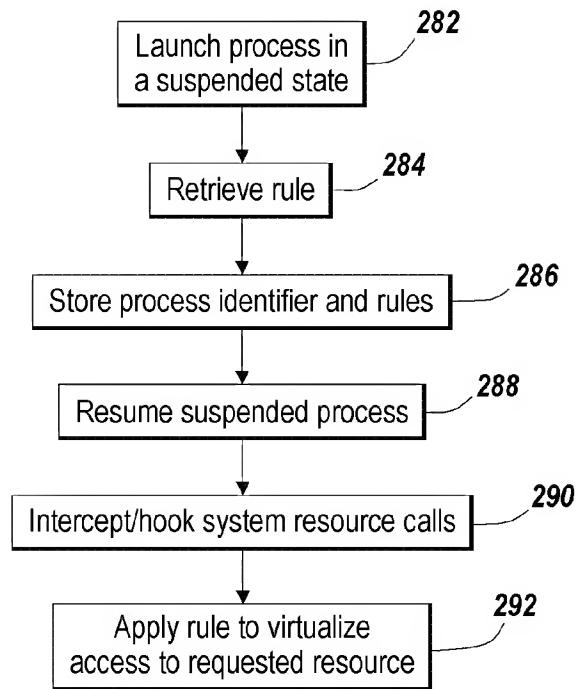 282
Launch process in
a suspended state
284
Retrieve rule
286
Store process identifier and rules
288
Resume suspended process
290
Intercept/hook system resource calls
292
Apply rule to virtualize
access to requested resource